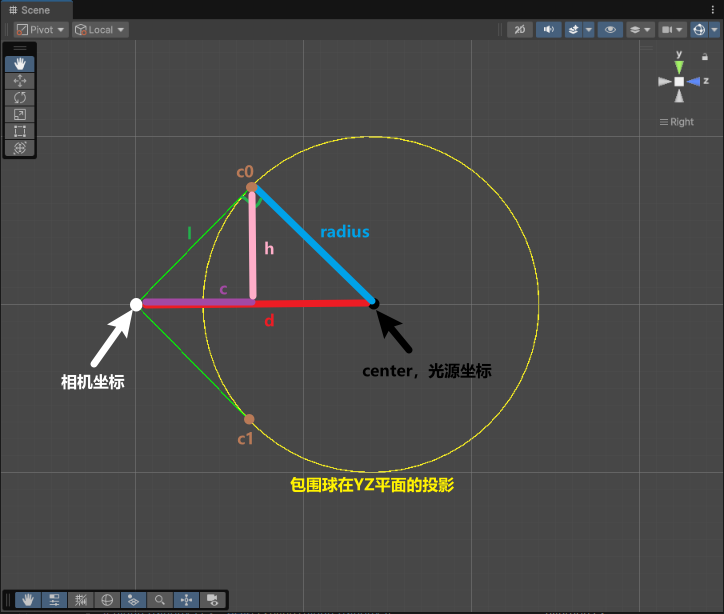 Scene
Pivot
Local
2D
y
z
Right
c0
l
radius
h
c
d
相机坐标
center，光源坐标
c1
包围球在YZ平面的投影